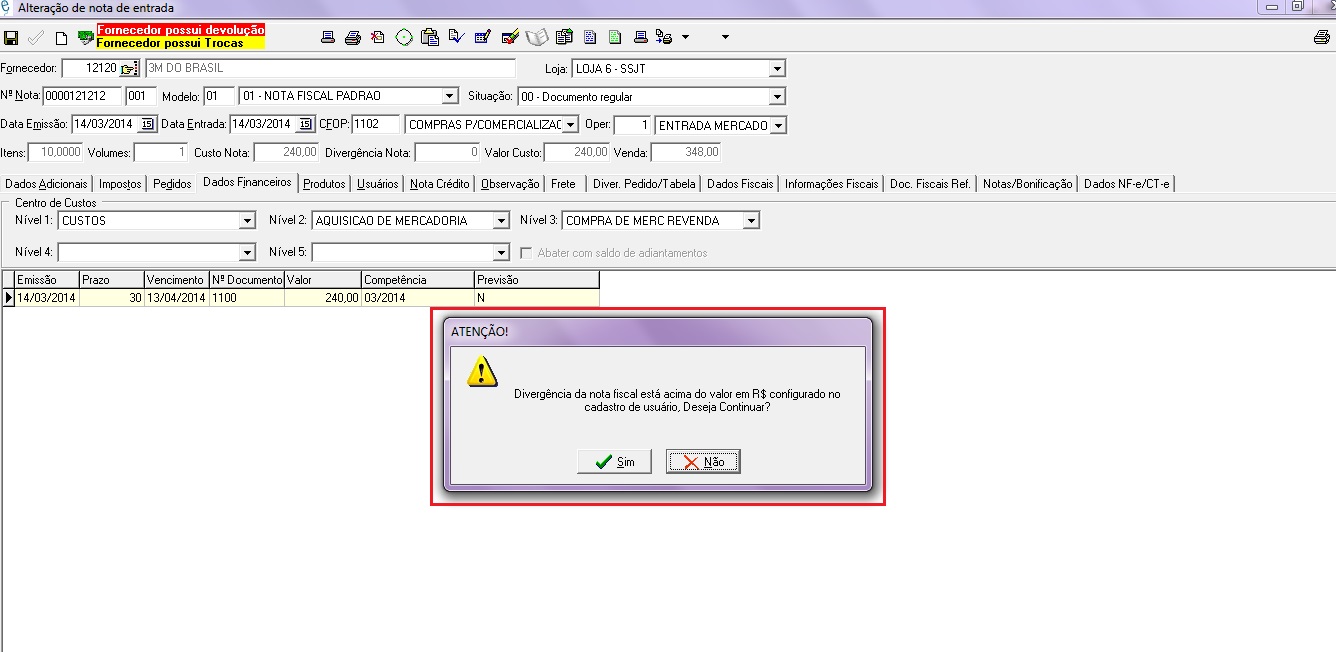 Alteração de nota de entrada
Fornecedor possui devolução
Fornecedor possui Trocas
Fornecedor: 12120 3M DO BRASIL Loja: LOJA 6 - SSJT
Nº Nota: 0000121212 001 Modelo: 01 01 - NOTA FISCAL PADRAO Situação: 00 - Documento regular
Data Emissão: 14/03/2014 15 Data Entrada: 14/03/2014 15 CFOP: 1102 COMPRAS P/COMERCIALIZAC Oper: 1 ENTRADA MERCADO
Itens: 10,0000 Volumes: 1 Custo Nota: 240,00 Divergência Nota: 0 Valor Custo: 240,00 Venda: 348,00
Dados Adicionais Impostos Pedidos Dados Financeiros Produtos Usuários Nota Crédito Observação Frete Diver. Pedido/Tabela Dados Fiscais Informações Fiscais Doc. Fiscais Ref. Notas/Bonificação Dados NF-e/CT-e
Centro de Custos
Nível 1: CUSTOS Nível 2: AQUISICAO DE MERCADORIA Nível 3: COMPRA DE MERC REVENDA
Nível 4: Nível 5: Abater com saldo de adiantamentos
Emissão Prazo Vencimento Nº Documento Valor Competência Previsão
14/03/2014 30 13/04/2014 1100 240,00 03/2014 N
ATENÇÃO!
Divergência da nota fiscal está acima do valor em R$ configurado no
cadastro de usuário, Deseja Continuar?
Sim Não